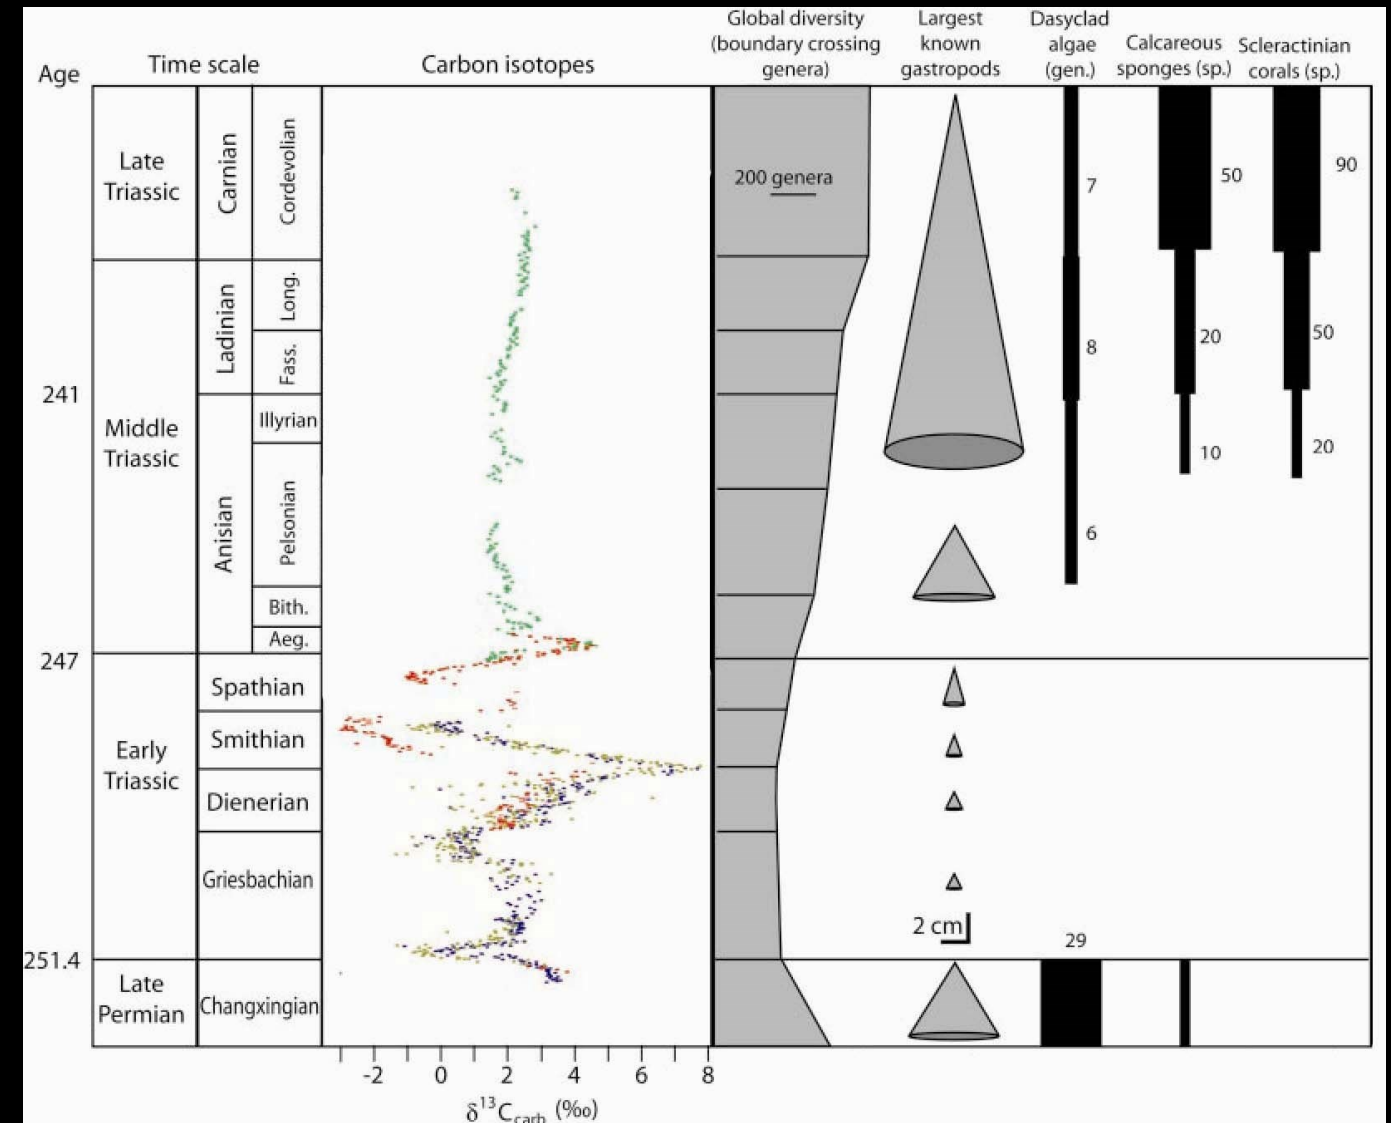 Global diversity
(boundary crossing
genera)
Largest
known
gastropods
Dasyclad
algae
(gen.)
Calcareous
sponges (sp.)
Scleractinian
corals (sp.)
Age
Time scale
Carbon isotopes
Late
Triassic
Carnian
Cordevolian
200 genera
7
50
90
Ladinian
Long.
Fass.
8
20
50
241
Middle
Triassic
Anisian
Illyrian
Pelsonian
Bith.
Aeg.
10
20
6
247
Early
Triassic
Spathian
Smithian
Dienerian
Griesbachian
2 cm
29
251.4
Late
Permian
Changxingian
-2 0 2 4 6 8
δ13Ccarb (‰)